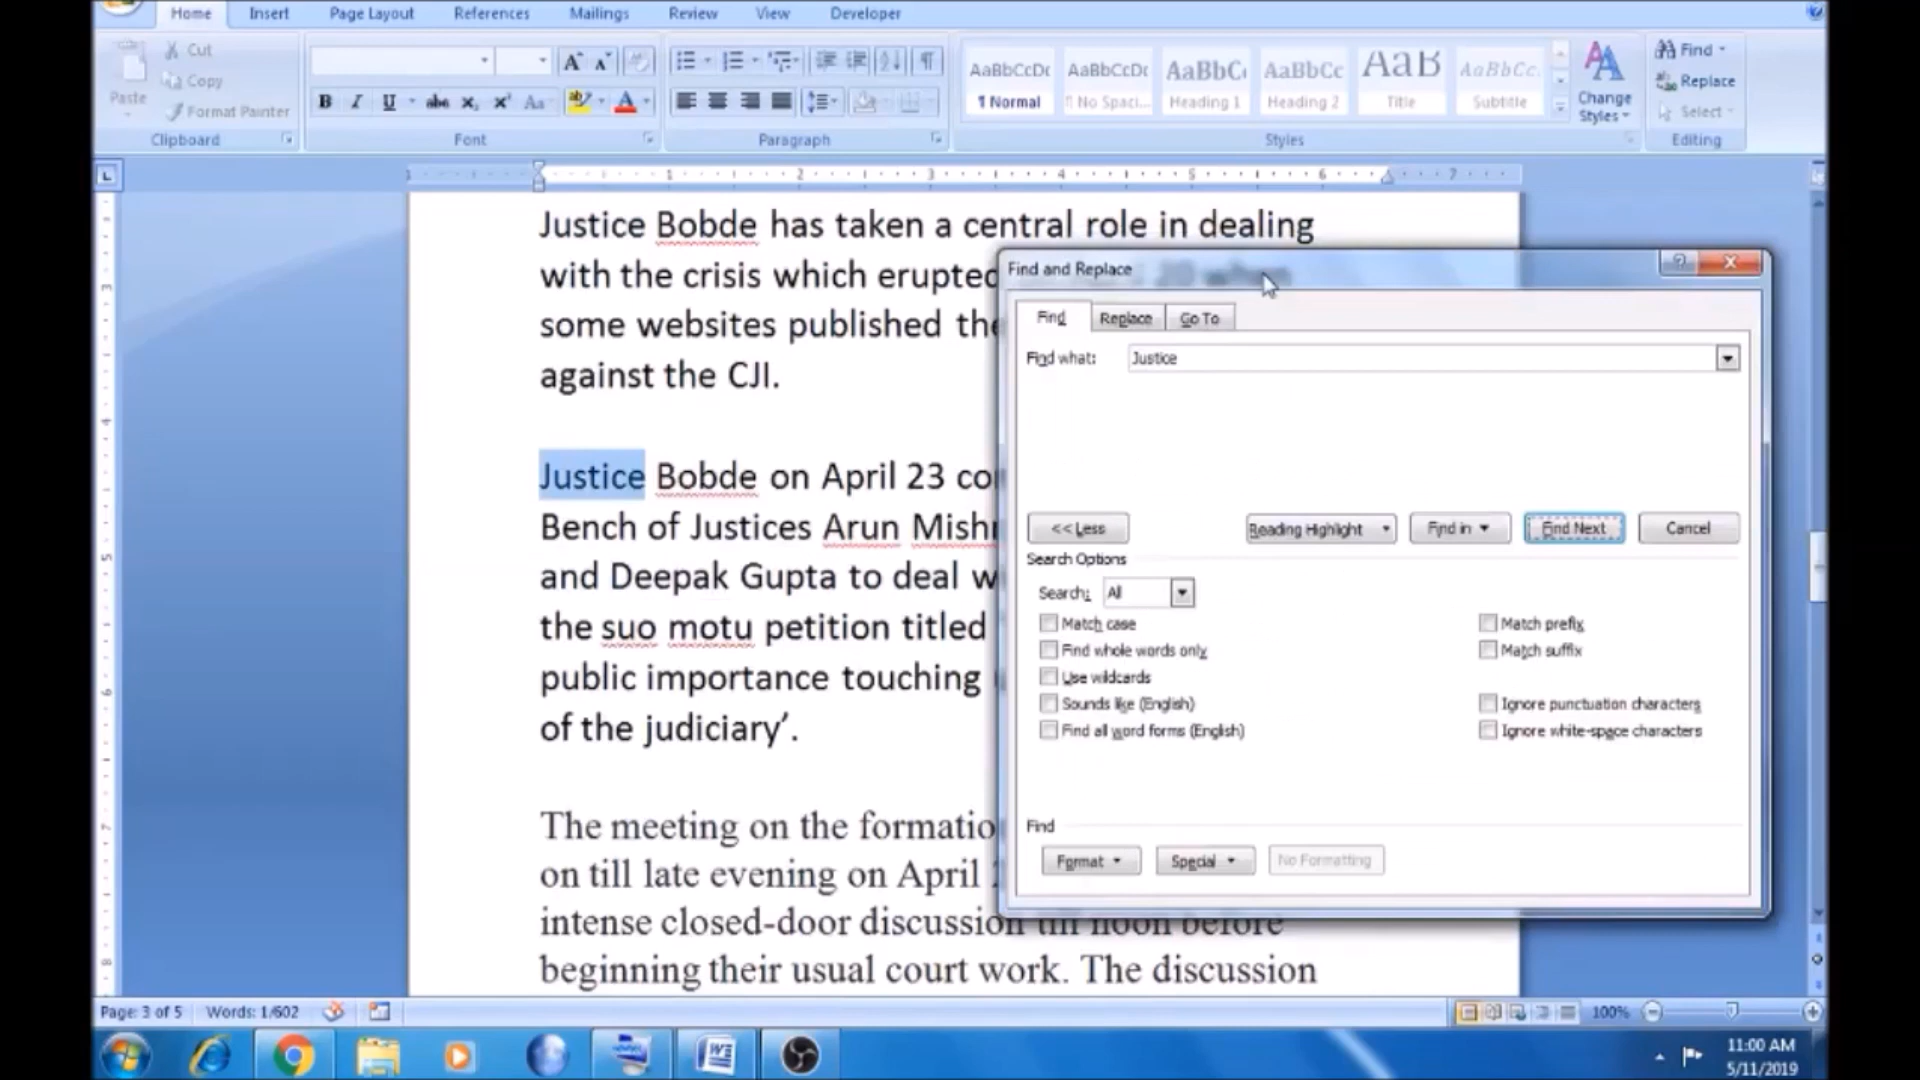 Home Insert Page Layout References Mailings Review View Developer
Cut
Copy
Format Painter
Paste
Clipboard
Font
Paragraph
AaBbCcDc AaBbCcDc AaBbC AaBbCc AaB AaBbCc.
¶ Normal ¶ No Spaci... Heading 1 Heading 2 Title Subtitle
Change
Styles
Styles
Find
Replace
Select
Editing
Justice Bobde has taken a central role in dealing
with the crisis which erupted 20 when
some websites published the
against the CJI.
Justice Bobde on April 23
Bench of Justices Arun
and Deepak Gupta to deal
the suo motu petition titled
public importance touching
of the judiciary’.
The meeting on the
on till late evening on April
intense closed-door discussion till noon before
beginning their usual court work. The discussion
Find and Replace
Find Replace Go To
Find what: Justice
<< Less Reading Highlight Find in Find Next Cancel
Search Options
Search: All
Match case Match prefix
Find whole words only Match suffix
Use wildcards
Sounds like (English) Ignore punctuation characters
Find all word forms (English) Ignore white-space characters
Find
Format Special No Formatting
Page: 3 of 5 Words: 1/602 100%
11:00 AM
5/11/2019